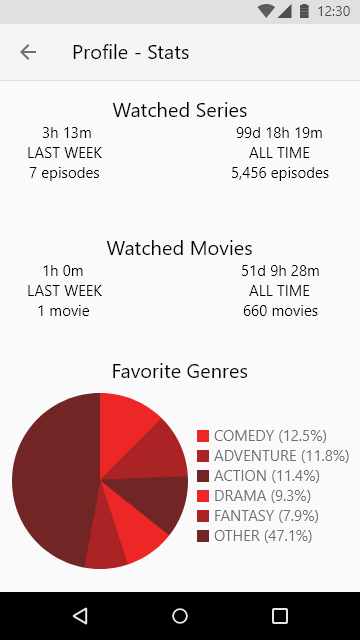 12:30
Profile - Stats
Watched Series
3h 13m 99d 18h 19m
LAST WEEK ALL TIME
7 episodes 5,456 episodes
Watched Movies
1h 0m 51d 9h 28m
LAST WEEK ALL TIME
1 movie 660 movies
Favorite Genres
COMEDY (12.5%)
ADVENTURE (11.8%)
ACTION (11.4%)
DRAMA (9.3%)
FANTASY (7.9%)
OTHER (47.1%)